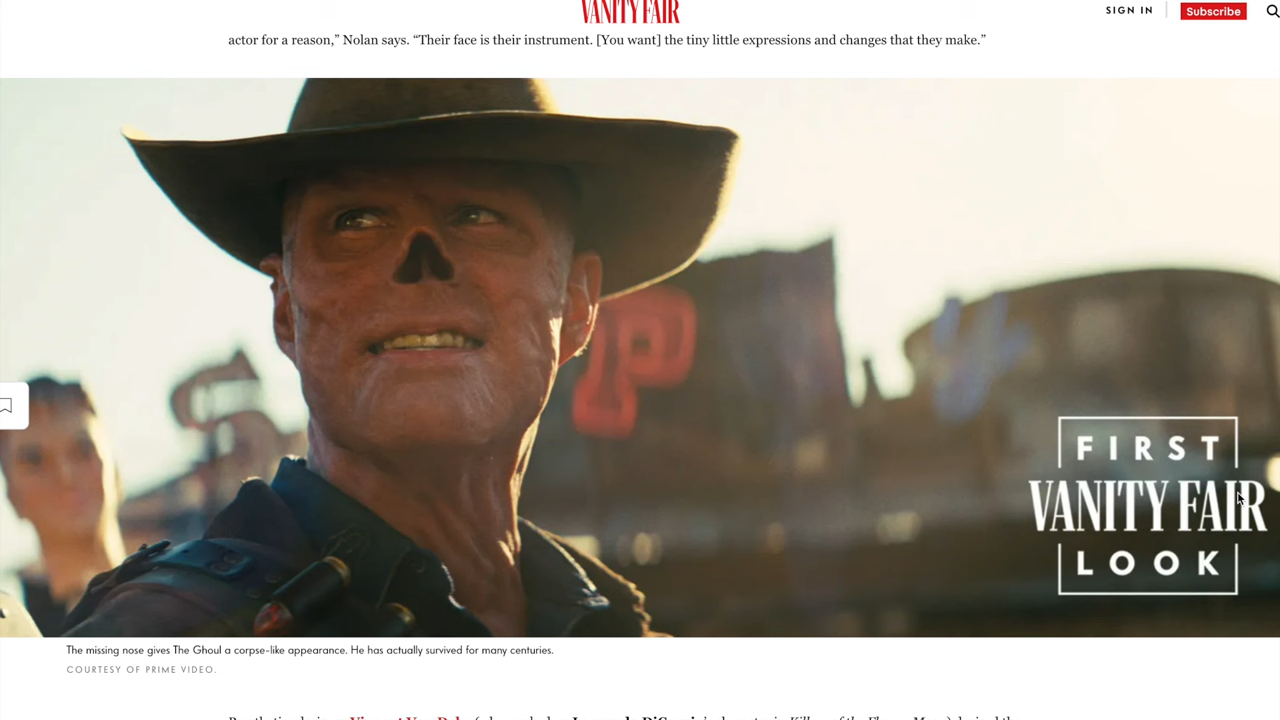 VANITY FAIR
SIGN IN
Subscribe
actor for a reason,” Nolan says. “Their face is their instrument. [You want] the tiny little expressions and changes that they make.”
S P y
FIRST
VANITY FAIR
LOOK
The missing nose gives The Ghoul a corpse-like appearance. He has actually survived for many centuries.
COURTESY OF PRIME VIDEO.